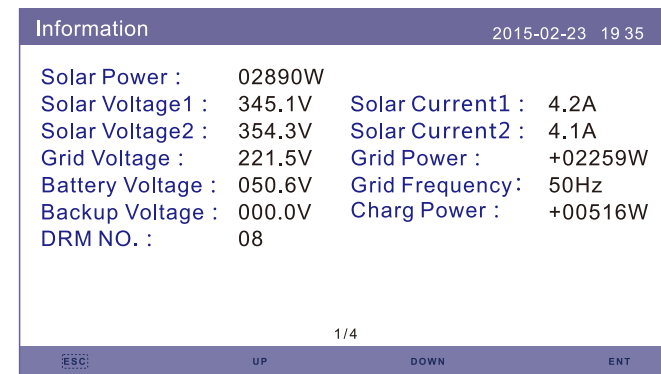 Information 2015-02-23 19 35
Solar Power : 02890W
Solar Voltage1 : 345.1V Solar Current1 : 4.2A
Solar Voltage2 : 354.3V Solar Current2 : 4.1A
Grid Voltage : 221.5V Grid Power : +02259W
Battery Voltage : 050.6V Grid Frequency: 50Hz
Backup Voltage : 000.0V Charg Power : +00516W
DRM NO. : 08
1/4
ESC UP DOWN ENT